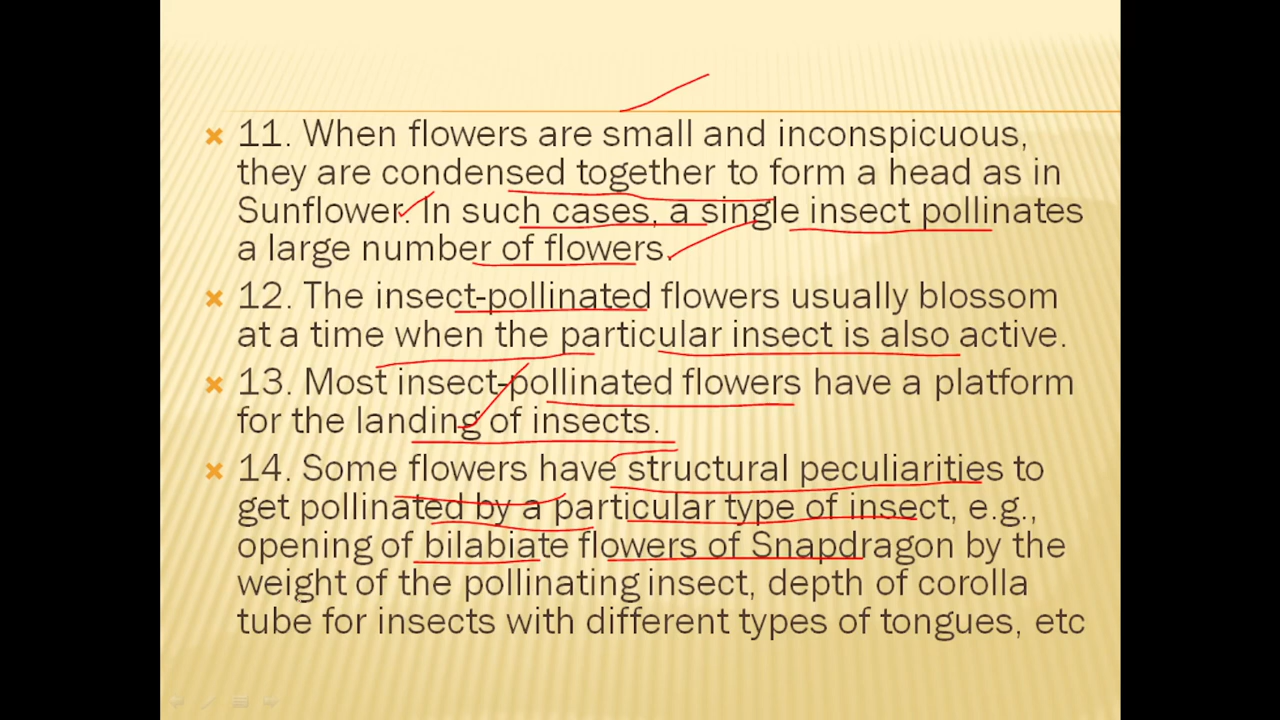 11. When flowers are small and inconspicuous,
they are condensed together to form a head as in
Sunflower. In such cases, a single insect pollinates
a large number of flowers.
12. The insect-pollinated flowers usually blossom
at a time when the particular insect is also active.
13. Most insect-pollinated flowers have a platform
for the landing of insects.
14. Some flowers have structural peculiarities to
get pollinated by a particular type of insect, e.g.,
opening of bilabiate flowers of Snapdragon by the
weight of the pollinating insect, depth of corolla
tube for insects with different types of tongues, etc